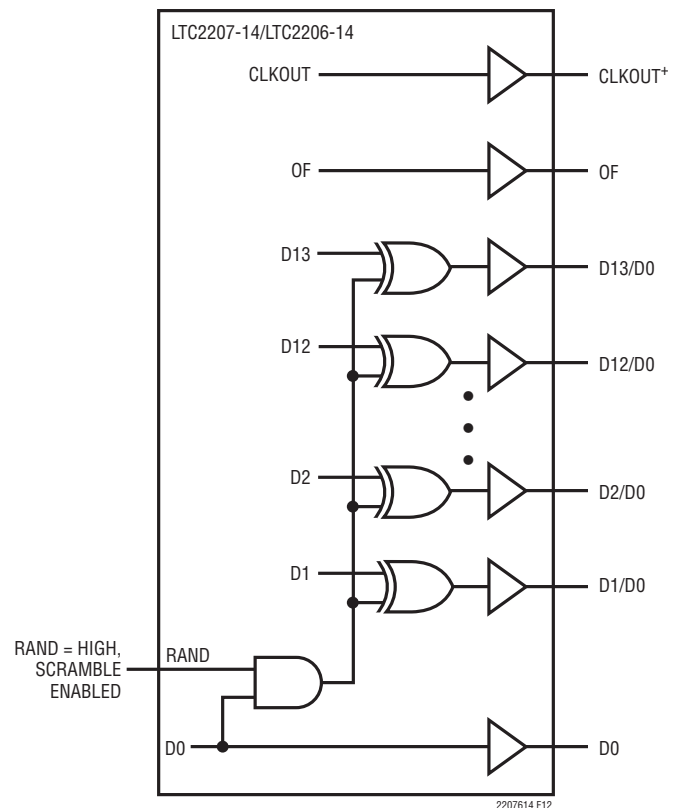 LTC2207-14/LTC2206-14
CLKOUT
CLKOUT+
OF
OF
D13
D13/D0
D12
D12/D0
D2
D2/D0
D1
D1/D0
RAND = HIGH,
SCRAMBLE
ENABLED
RAND
D0
D0
2207614 F12